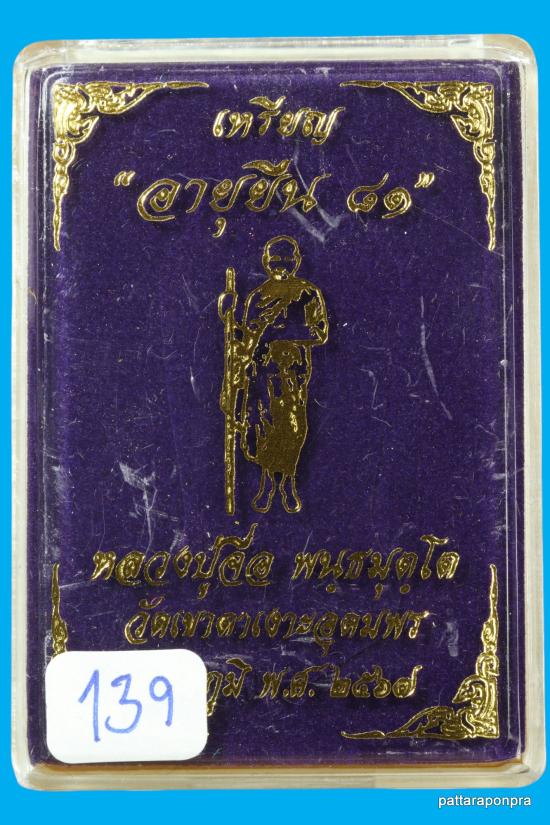 เหรียญ
"อายุยืน ๘๑"
หลวงปู่จื่อ พนฺธมุตฺโต
วัดเขาตาเงาะอุดมพร
ภูมิ พ.ศ. ๒๕๖๗
139
pattaraponpra